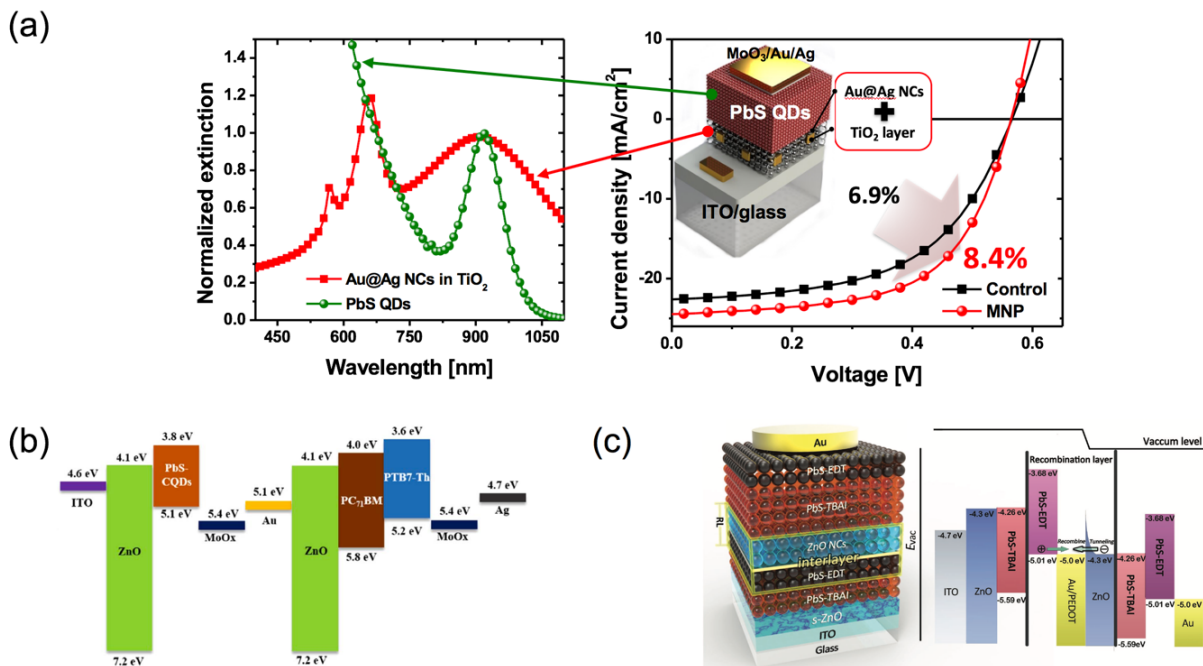 (a)
1.4
1.2
1.0
0.8
0.6
0.4
0.2
0.0
Normalized extinction
Au@Ag NCs in TiO2
PbS QDs
450 600 750 900 1050
Wavelength [nm]
10
0
-10
-20
Current density [mA/cm2]
MoO3/Au/Ag
PbS QDs
Au@Ag NCs
TiO2 layer
ITO/glass
6.9%
8.4%
Control
MNP
0.0 0.2 0.4 0.6
Voltage [V]
(b)
4.6 eV
ITO
4.1 eV
ZnO
7.2 eV
3.8 eV
PbS-
CQDs
5.1 eV
5.4 eV
MoOx
5.1 eV
Au
4.1 eV
ZnO
7.2 eV
4.0 eV
PC71BM
5.8 eV
3.6 eV
PTB7-Th
5.2 eV
5.4 eV
MoOx
4.7 eV
Ag
(c)
Au
PbS-EDT
PbS-TBAI
RL
ZnO NCs
interlayer
PbS-EDT
PbS-TBAI
s-ZnO
ITO
Glass
Evac
Vaccum level
Recombination layer
-4.7 eV
ITO
-4.3 eV
ZnO
-4.26 eV
PbS-TBAI
-5.59 eV
-3.68 eV
PbS-EDT
-5.01 eV
Recombine
Tunneling
-5.0 eV
Au/PEDOT
-4.3 eV
ZnO
-4.26 eV
PbS-TBAI
-5.59eV
-3.68 eV
PbS-EDT
-5.01 eV
-5.0 eV
Au